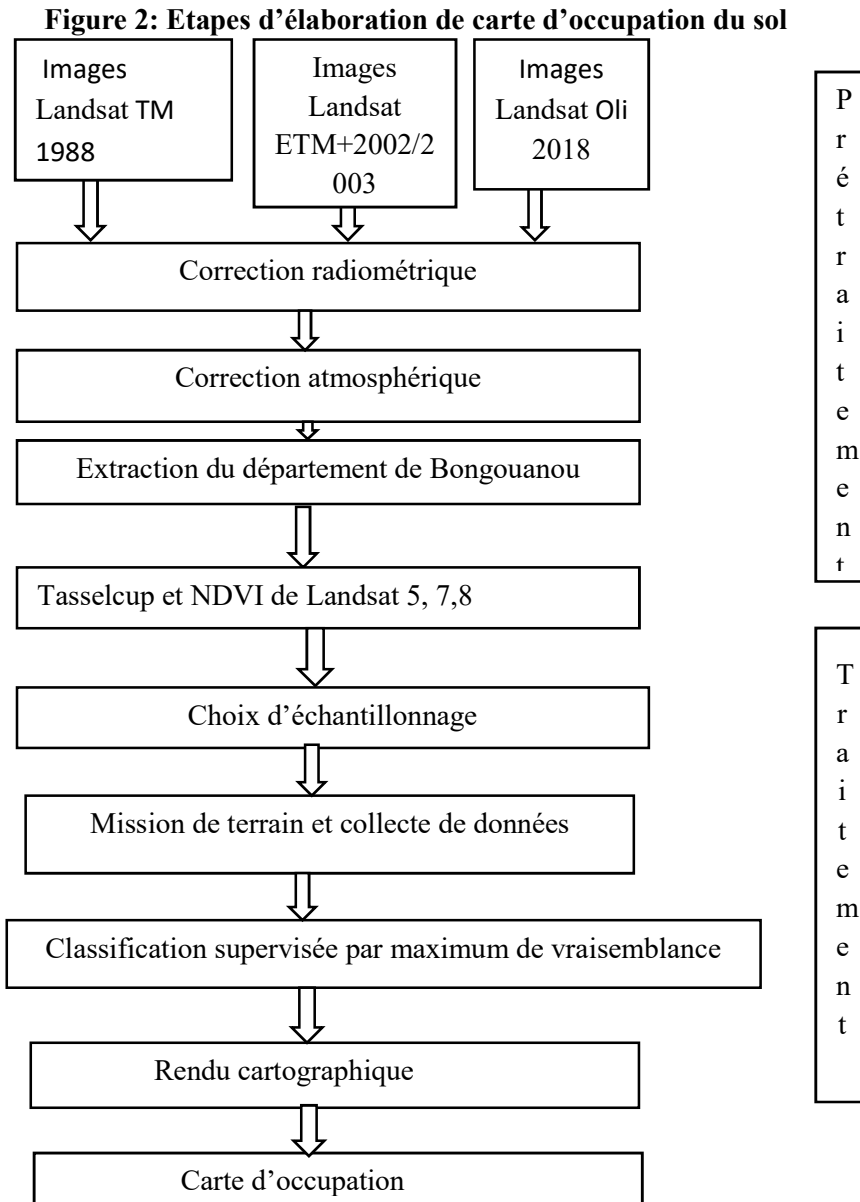 Figure 2: Etapes d'élaboration de carte d'occupation du sol
Images
Landsat TM
1988
Images
Landsat
ETM+2002/2
003
Images
Landsat Oli
2018
Correction radiométrique
Correction atmosphérique
Extraction du département de Bongouanou
Tasselcup et NDVI de Landsat 5, 7,8
Choix d'échantillonnage
Mission de terrain et collecte de données
Classification supervisée par maximum de vraisemblance
Rendu cartographique
Carte d'occupation
P
r
é
t
r
a
i
t
e
m
e
n
t
T
r
a
i
t
e
m
e
n
t